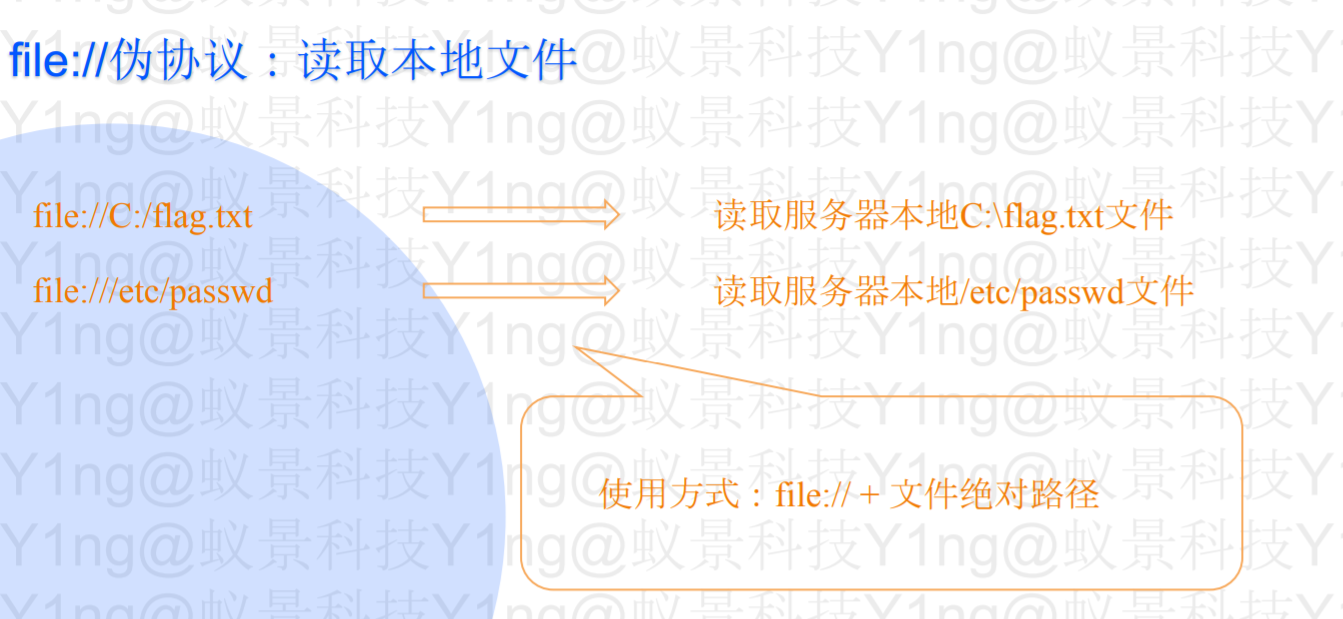 file://伪协议：读取本地文件
file://C:/flag.txt
读取服务器本地C:\flag.txt文件
file:///etc/passwd
读取服务器本地/etc/passwd文件
使用方式：file:// + 文件绝对路径
Y1ng@蚁景科技Y1ng@蚁景科技Y1ng@蚁景科技Y